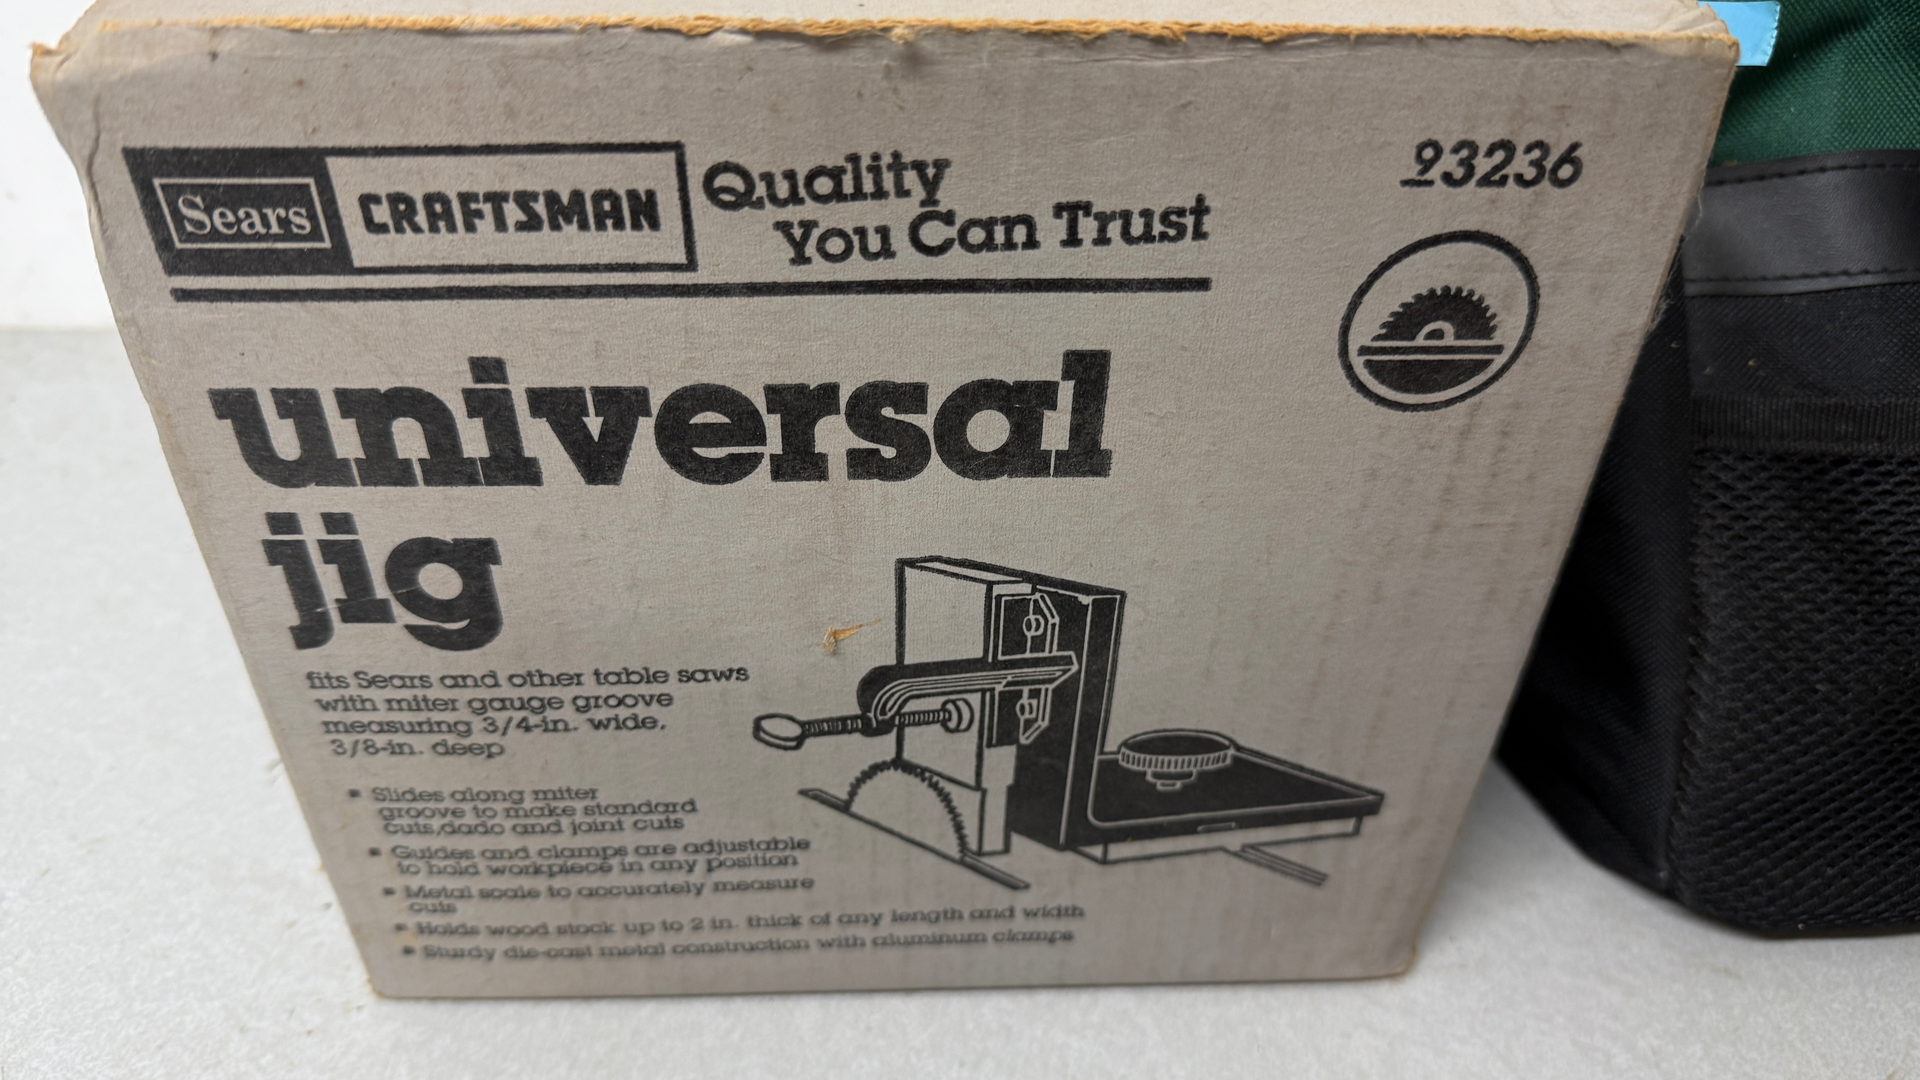 Sears CRAFTSMAN Quality
You Can Trust
93236
universal
jig
fits Sears and other table saws
with miter gauge groove
measuring 3/4-in. wide,
3/8-in. deep
▪ Slides along miter
groove to make standard
cuts, dado and joint cuts
▪ Guides and clamps are adjustable
to hold workpiece in any position
▪ Metal scale to accurately measure
cuts
▪ Holds wood stock up to 2 in. thick of any length and width
▪ Sturdy die-cast metal construction with aluminum clamps